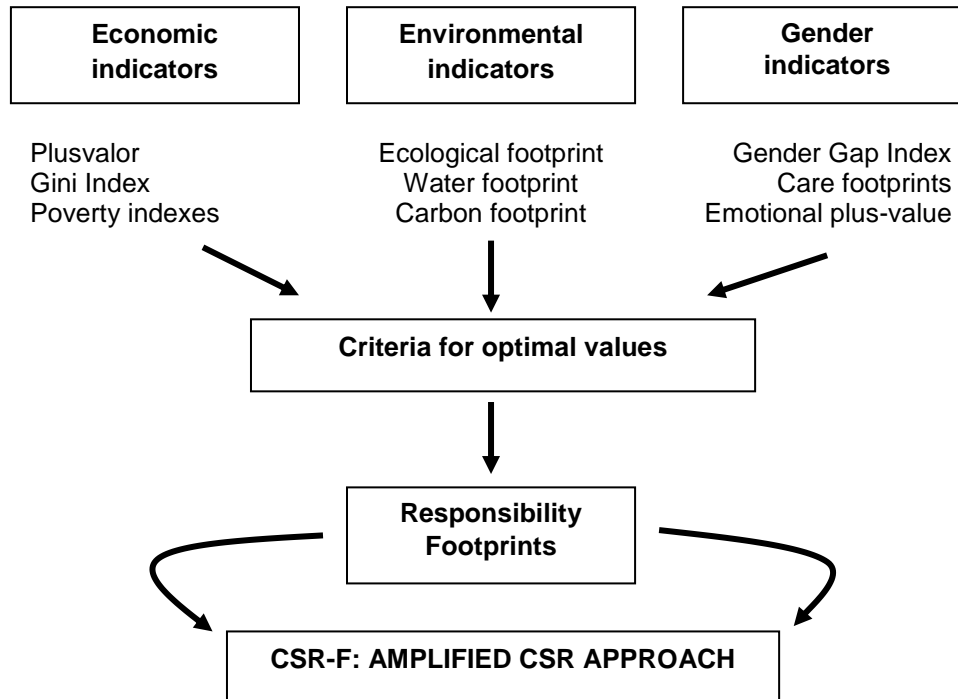 Economic
indicators
Environmental
indicators
Gender
indicators
Plusvalor
Gini Index
Poverty indexes
Ecological footprint
Water footprint
Carbon footprint
Gender Gap Index
Care footprints
Emotional plus-value
Criteria for optimal values
Responsibility
Footprints
CSR-F: AMPLIFIED CSR APPROACH